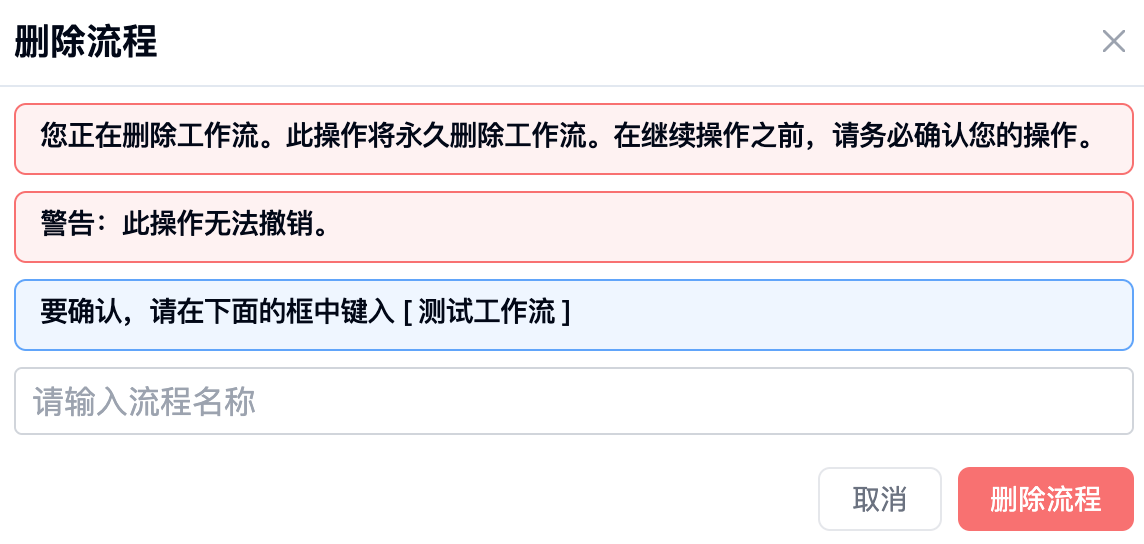 删除流程
您正在删除工作流。此操作将永久删除工作流。在继续操作之前，请务必确认您的操作。
警告：此操作无法撤销。
要确认，请在下面的框中键入 [ 测试工作流 ]
请输入流程名称
取消
删除流程